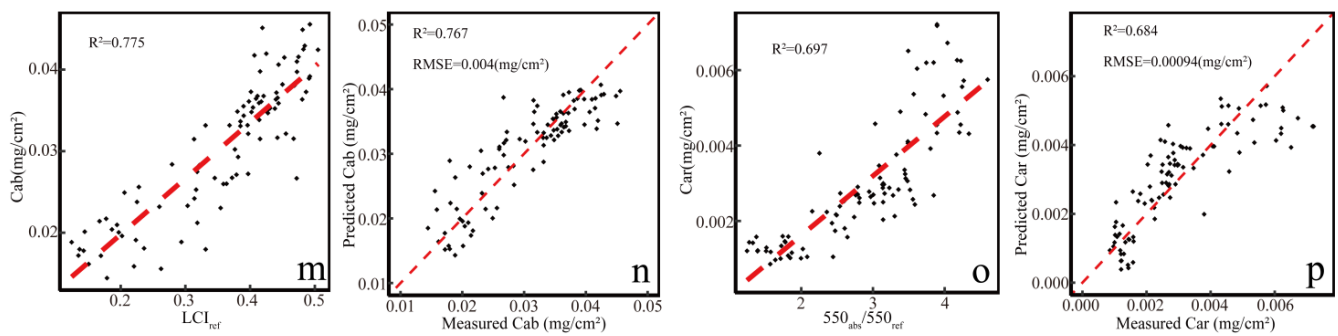 R²=0.775
Cab(mg/cm²)
0.04
0.03
0.02
0.2
0.3
0.4
0.5
LCI_ref
m
R²=0.767
RMSE=0.004(mg/cm²)
Predicted Cab (mg/cm²)
0.05
0.04
0.03
0.02
0.01
0.01
0.02
0.03
0.04
0.05
Measured Cab (mg/cm²)
n
R²=0.697
Car(mg/cm²)
0.006
0.004
0.002
2
3
4
550_abs/550_ref
o
R²=0.684
RMSE=0.00094(mg/cm²)
Predicted Car (mg/cm²)
0.006
0.004
0.002
0.000
0.000
0.002
0.004
0.006
Measured Car (mg/cm²)
p